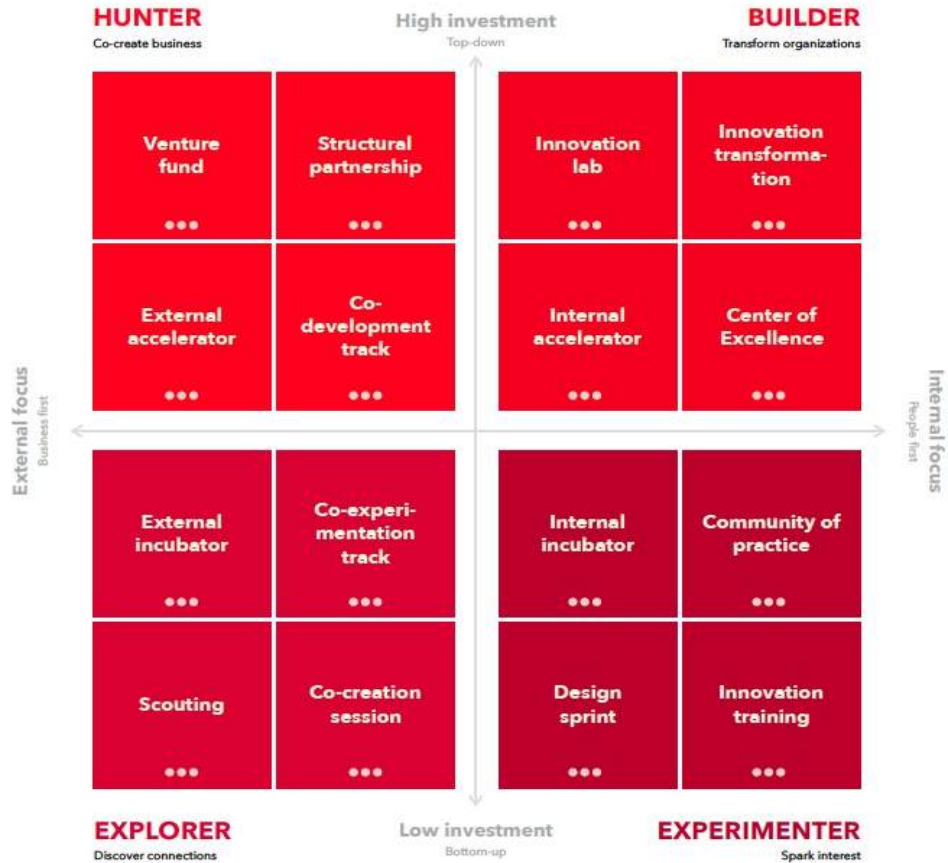 HUNTER
Co-create business
High investment
Top-down
BUILDER
Transform organizations
Venture
fund
Structural
partnership
Innovation
lab
Innovation
transforma-
tion
External
accelerator
Co-
development
track
Internal
accelerator
Center of
Excellence
External focus
Business first
Internal focus
People first
External
incubator
Co-experi-
mentation
track
Internal
incubator
Community of
practice
Scouting
Co-creation
session
Design
sprint
Innovation
training
EXPLORER
Discover connections
Low investment
Bottom-up
EXPERIMENTER
Spark interest